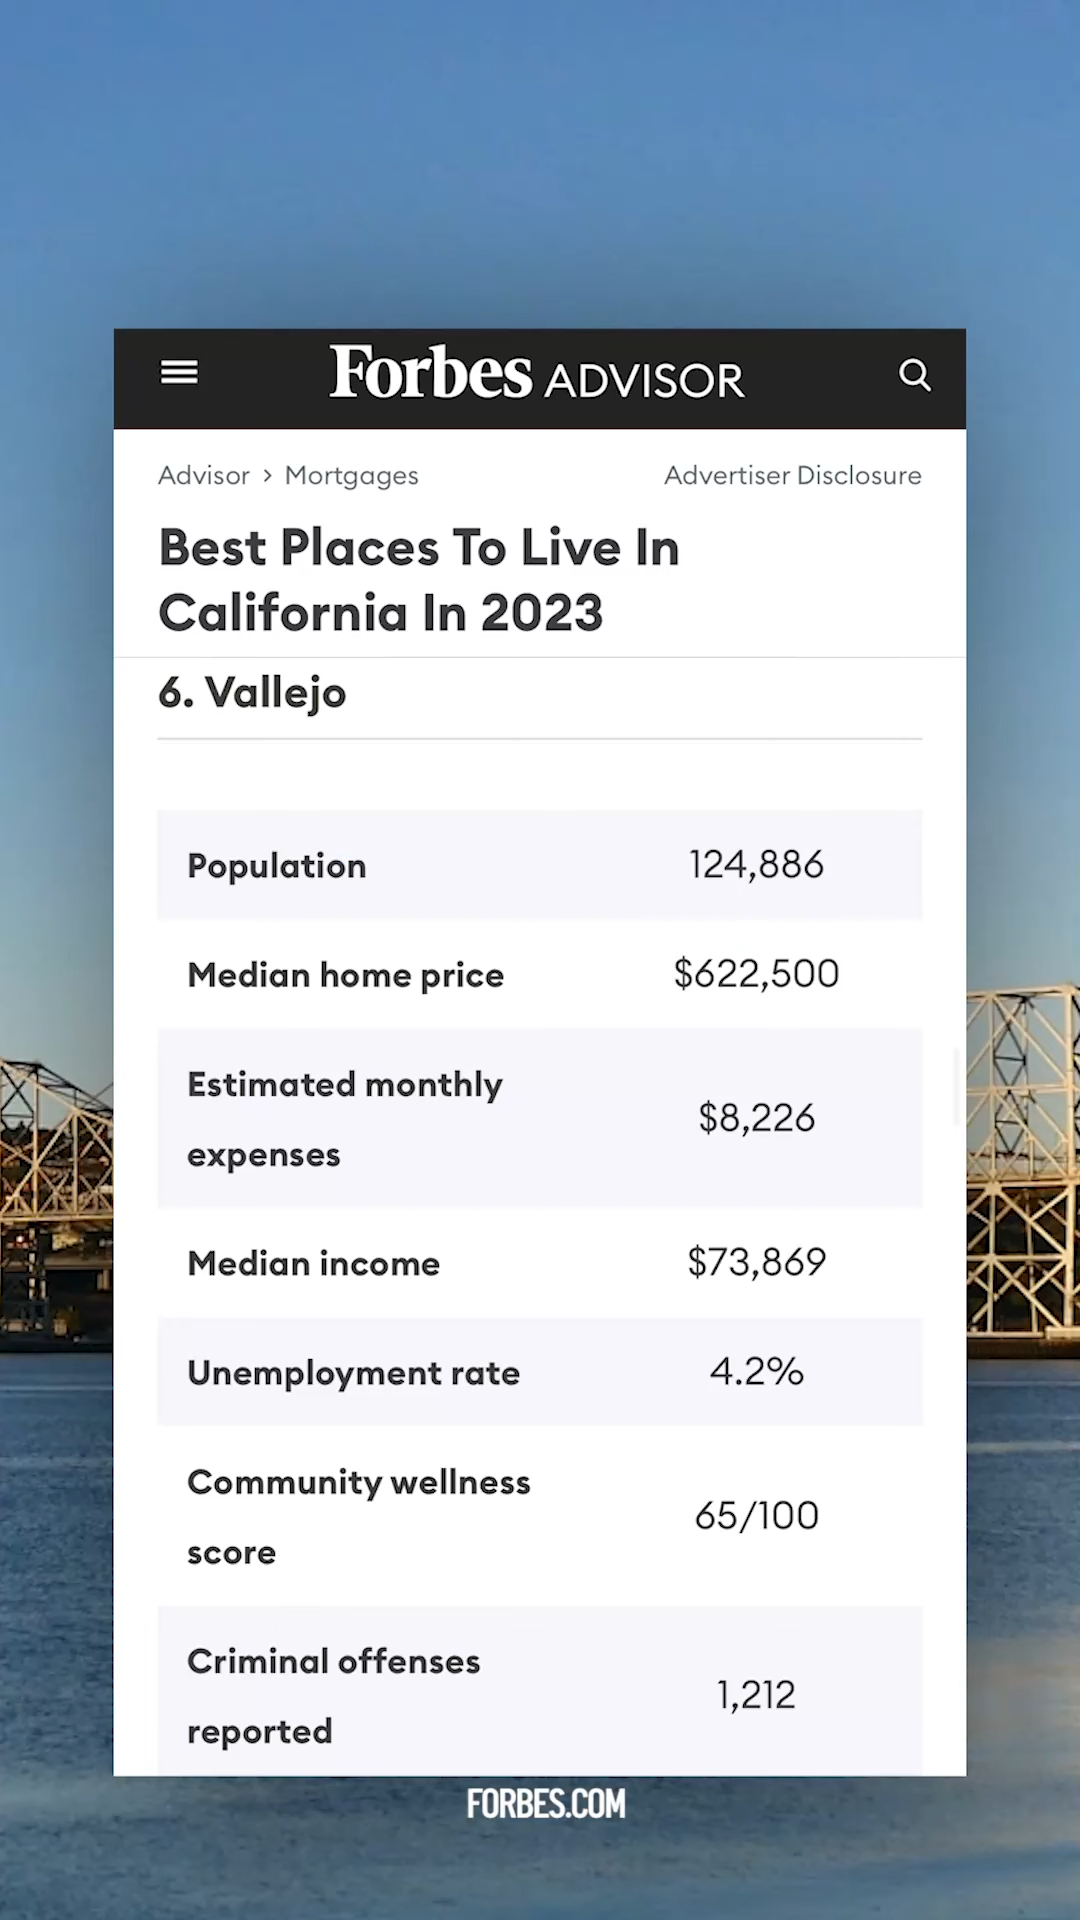 Forbes ADVISOR
Advisor > Mortgages
Advertiser Disclosure
Best Places To Live In
California In 2023
6. Vallejo
Population 124,886
Median home price $622,500
Estimated monthly
expenses
$8,226
Median income $73,869
Unemployment rate 4.2%
Community wellness
score
65/100
Criminal offenses
reported
1,212
FORBES.COM